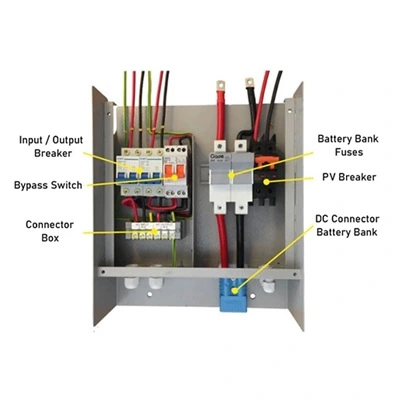 Input / Output
Breaker
Bypass Switch
Connector
Box
Battery Bank
Fuses
PV Breaker
DC Connector
Battery Bank